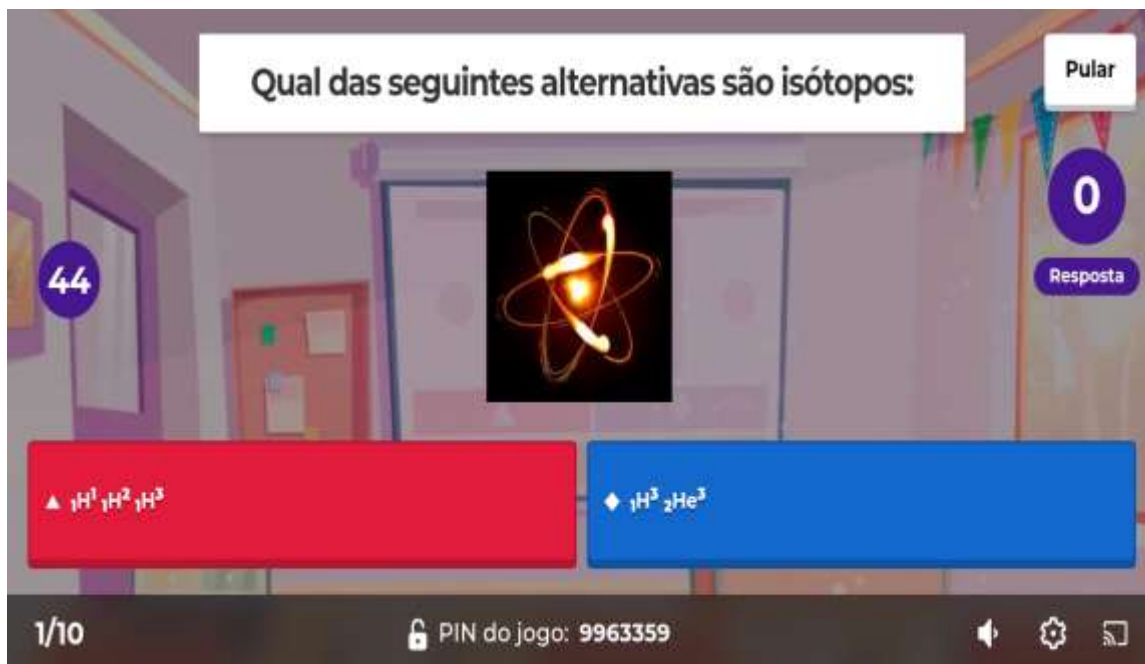 Qual das seguintes alternativas são isótopos:
Pular
0
Resposta
44
▲ ₁H¹ ₁H² ₁H³
◆ ₁H³ ₂He³
1/10
PIN do jogo: 9963359